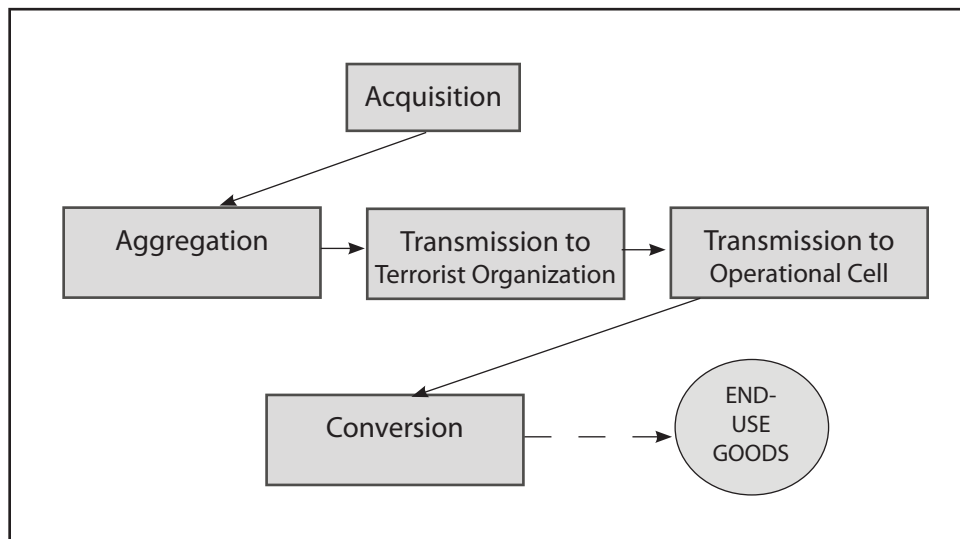 Acquisition
Aggregation
Transmission to
Terrorist Organization
Transmission to
Operational Cell
Conversion
END-
USE
GOODS